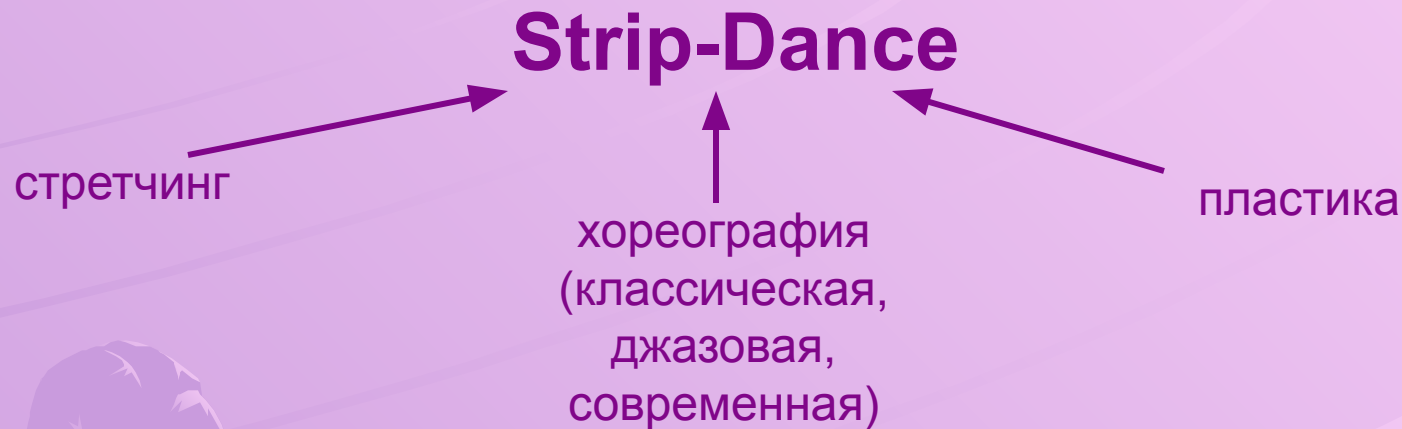 Strip-Dance
стретчинг
пластика
хореография
(классическая,
джазовая,
современная)